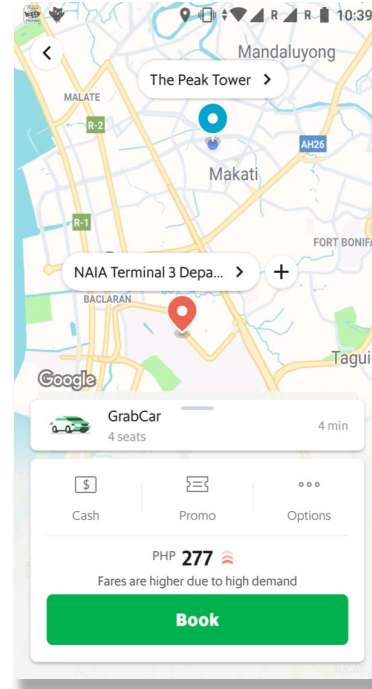 R R 10:39
Mandaluyong
The Peak Tower
MALATE
R-2
AH26
Makati
R-1
FORT BONIFA
NAIA Terminal 3 Depa...
BACLARAN
Tagui
Google
GrabCar
4 seats
4 min
Cash
Promo
Options
PHP 277
Fares are higher due to high demand
Book